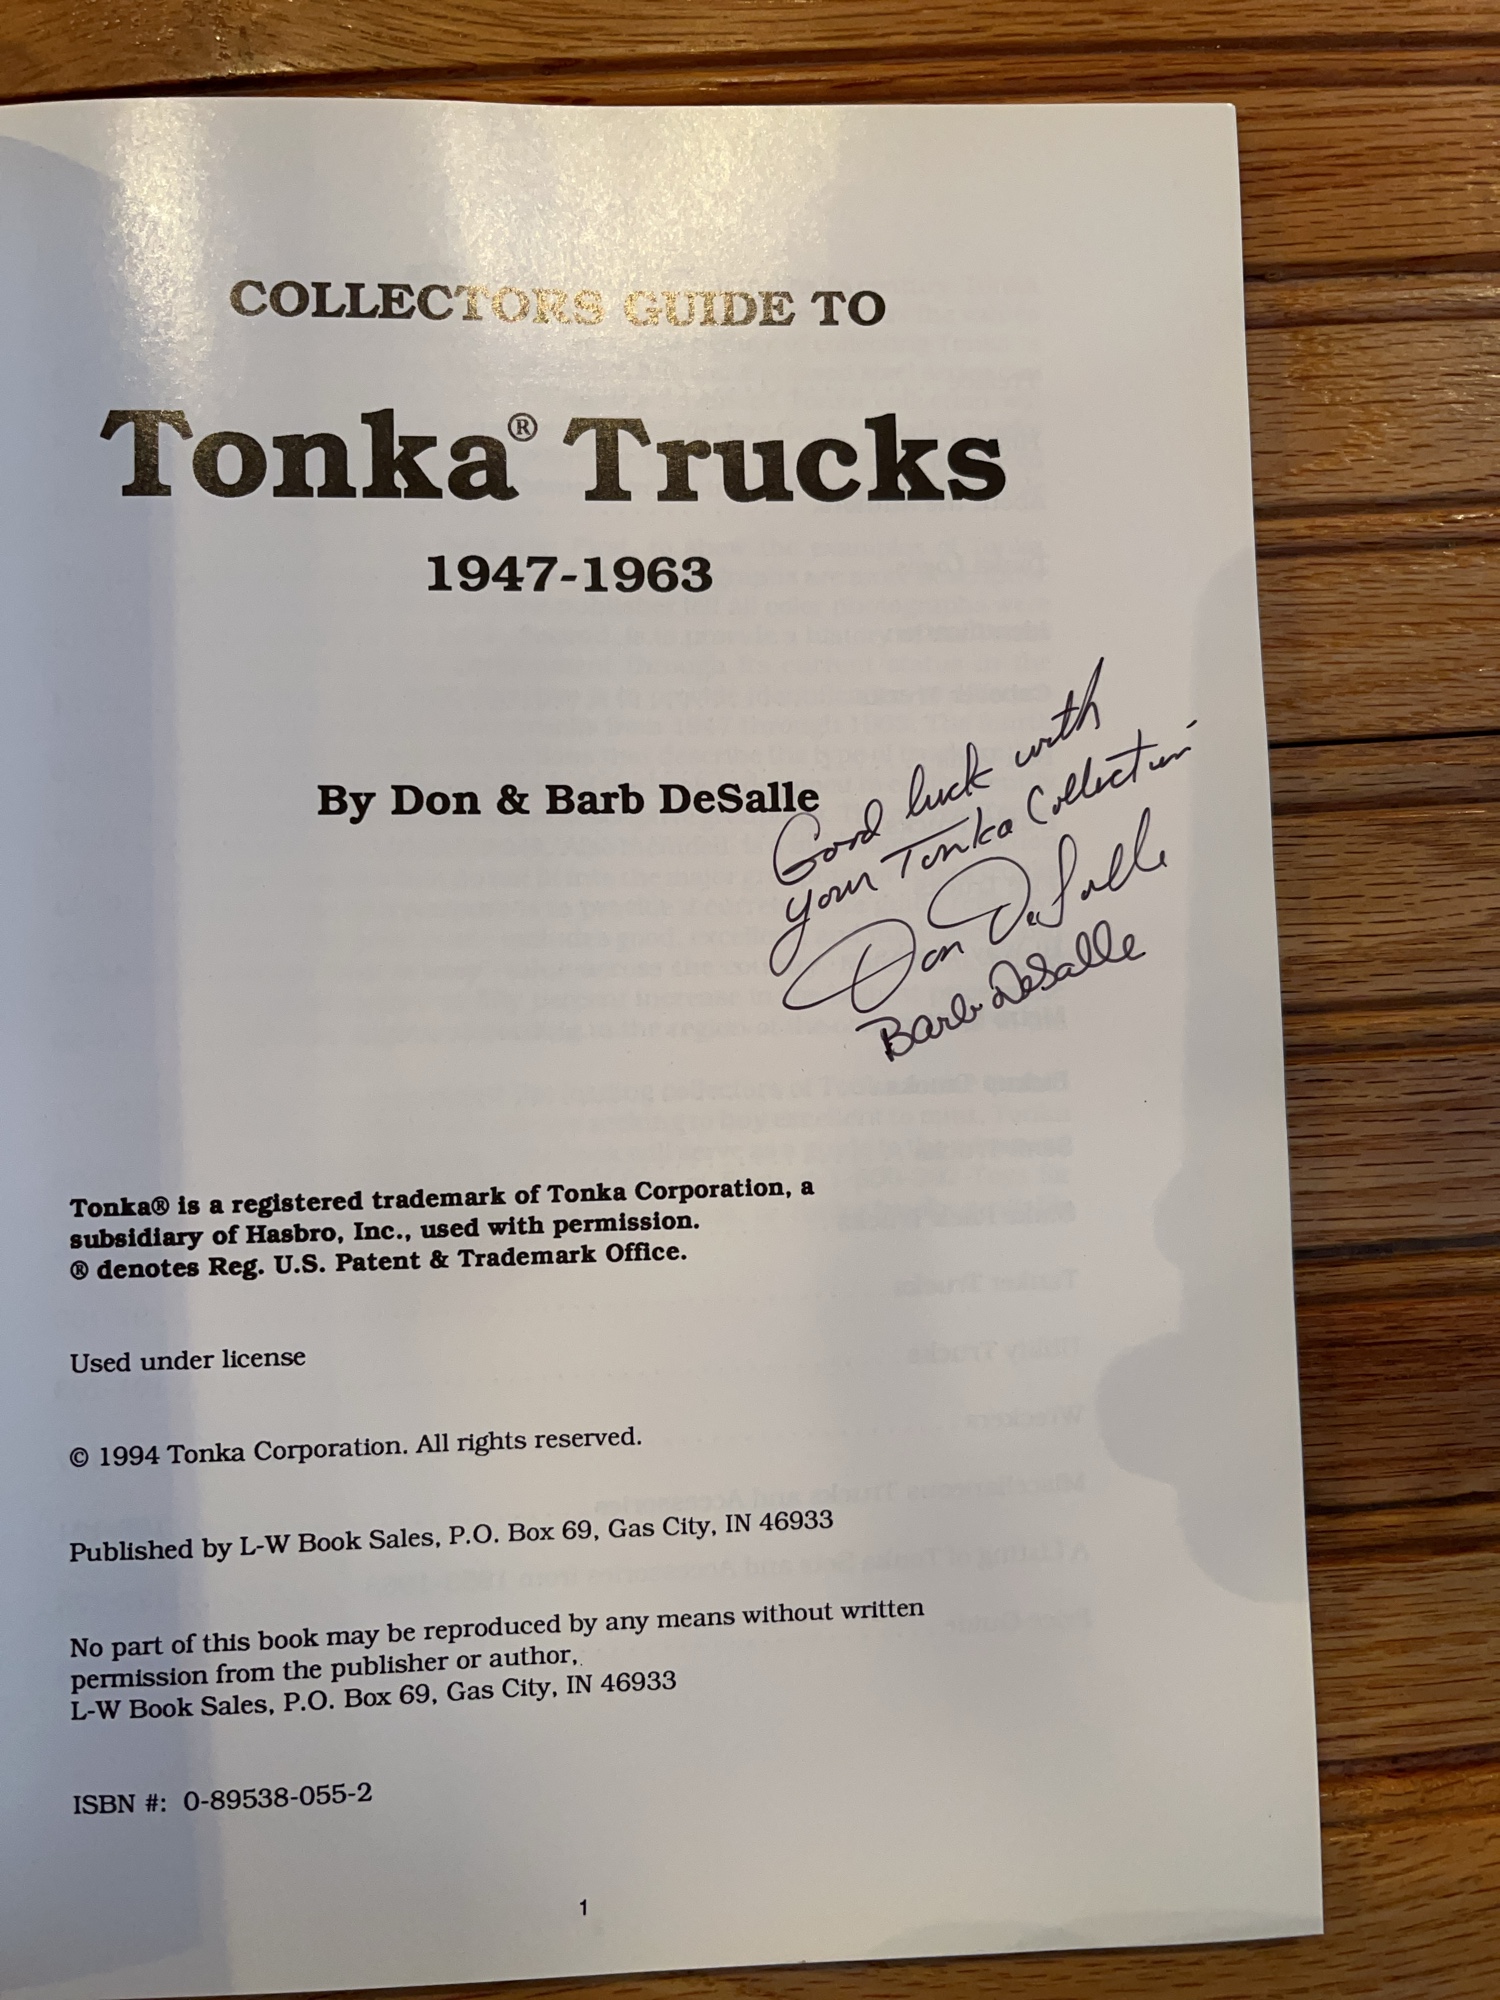 COLLECTORS GUIDE TO
Tonka® Trucks
1947-1963
By Don & Barb DeSalle
Good luck with
your Tonka Collection
Don DeSalle
Barb DeSalle
Tonka® is a registered trademark of Tonka Corporation, a
subsidiary of Hasbro, Inc., used with permission.
® denotes Reg. U.S. Patent & Trademark Office.
Used under license
© 1994 Tonka Corporation. All rights reserved.
Published by L-W Book Sales, P.O. Box 69, Gas City, IN 46933
No part of this book may be reproduced by any means without written
permission from the publisher or author,
L-W Book Sales, P.O. Box 69, Gas City, IN 46933
ISBN #: 0-89538-055-2
1